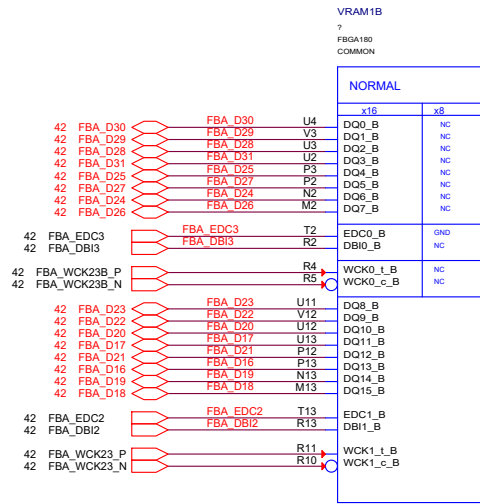 VRAM1B
?
FBGA180
COMMON
NORMAL
x16 x8
42 FBA_D30 FBA_D30 U4 DQ0_B NC
42 FBA_D29 FBA_D29 V3 DQ1_B NC
42 FBA_D28 FBA_D28 U3 DQ2_B NC
42 FBA_D31 FBA_D31 U2 DQ3_B NC
42 FBA_D25 FBA_D25 P3 DQ4_B NC
42 FBA_D27 FBA_D27 P2 DQ5_B NC
42 FBA_D24 FBA_D24 N2 DQ6_B NC
42 FBA_D26 FBA_D26 M2 DQ7_B NC
42 FBA_EDC3 FBA_EDC3 T2 EDC0_B GND
42 FBA_DBI3 FBA_DBI3 R2 DBI0_B NC
42 FBA_WCK23B_P R4 WCK0_t_B NC
42 FBA_WCK23B_N R5 WCK0_c_B NC
42 FBA_D23 FBA_D23 U11 DQ8_B
42 FBA_D22 FBA_D22 V12 DQ9_B
42 FBA_D20 FBA_D20 U12 DQ10_B
42 FBA_D17 FBA_D17 U13 DQ11_B
42 FBA_D21 FBA_D21 P12 DQ12_B
42 FBA_D16 FBA_D16 P13 DQ13_B
42 FBA_D19 FBA_D19 N13 DQ14_B
42 FBA_D18 FBA_D18 M13 DQ15_B
42 FBA_EDC2 FBA_EDC2 T13 EDC1_B
42 FBA_DBI2 FBA_DBI2 R13 DBI1_B
42 FBA_WCK23_P R11 WCK1_t_B
42 FBA_WCK23_N R10 WCK1_c_B